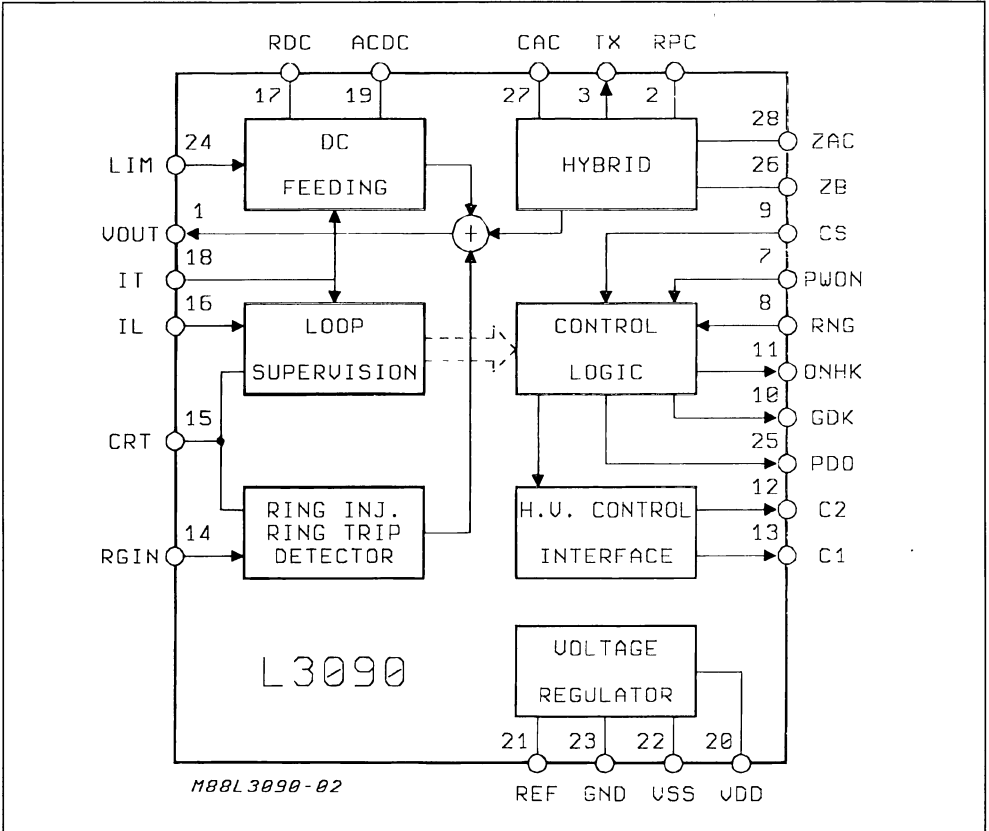 RDC ACDC CAC TX RPC
17 19 27 3 2
28
24 DC HYBRID ZAC
LIM FEEDING 26
ZB
1 9
VOUT + CS
18 7
IT PWON
16 8
IL LOOP CONTROL RNG
11
SUPERVISION LOGIC ONHK
10
15 GDK
CRT 25
PDO
12
RING INJ. H.V. CONTROL C2
14 RING TRIP 13
RGIN DETECTOR INTERFACE C1
VOLTAGE
L3090 REGULATOR
21 23 22 20
M88L3090-02
REF GND VSS VDD